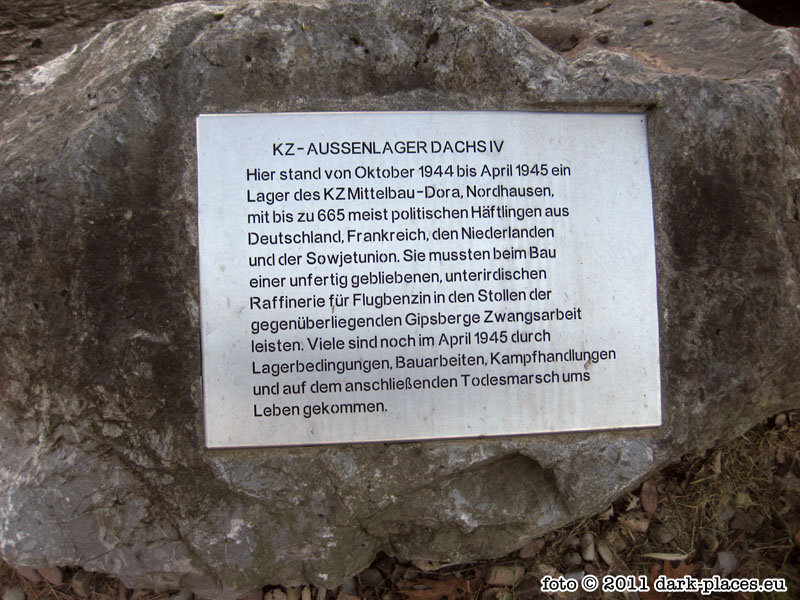 KZ-AUSSENLAGER DACHS IV
Hier stand von Oktober 1944 bis April 1945 ein
Lager des KZ Mittelbau-Dora, Nordhausen,
mit bis zu 665 meist politischen Häftlingen aus
Deutschland, Frankreich, den Niederlanden
und der Sowjetunion. Sie mussten beim Bau
einer unfertig gebliebenen, unterirdischen
Raffinerie für Flugbenzin in den Stollen der
gegenüberliegenden Gipsberge Zwangsarbeit
leisten. Viele sind noch im April 1945 durch
Lagerbedingungen, Bauarbeiten, Kampfhandlungen
und auf dem anschließenden Todesmarsch ums
Leben gekommen.
foto © 2011 dark-places.eu